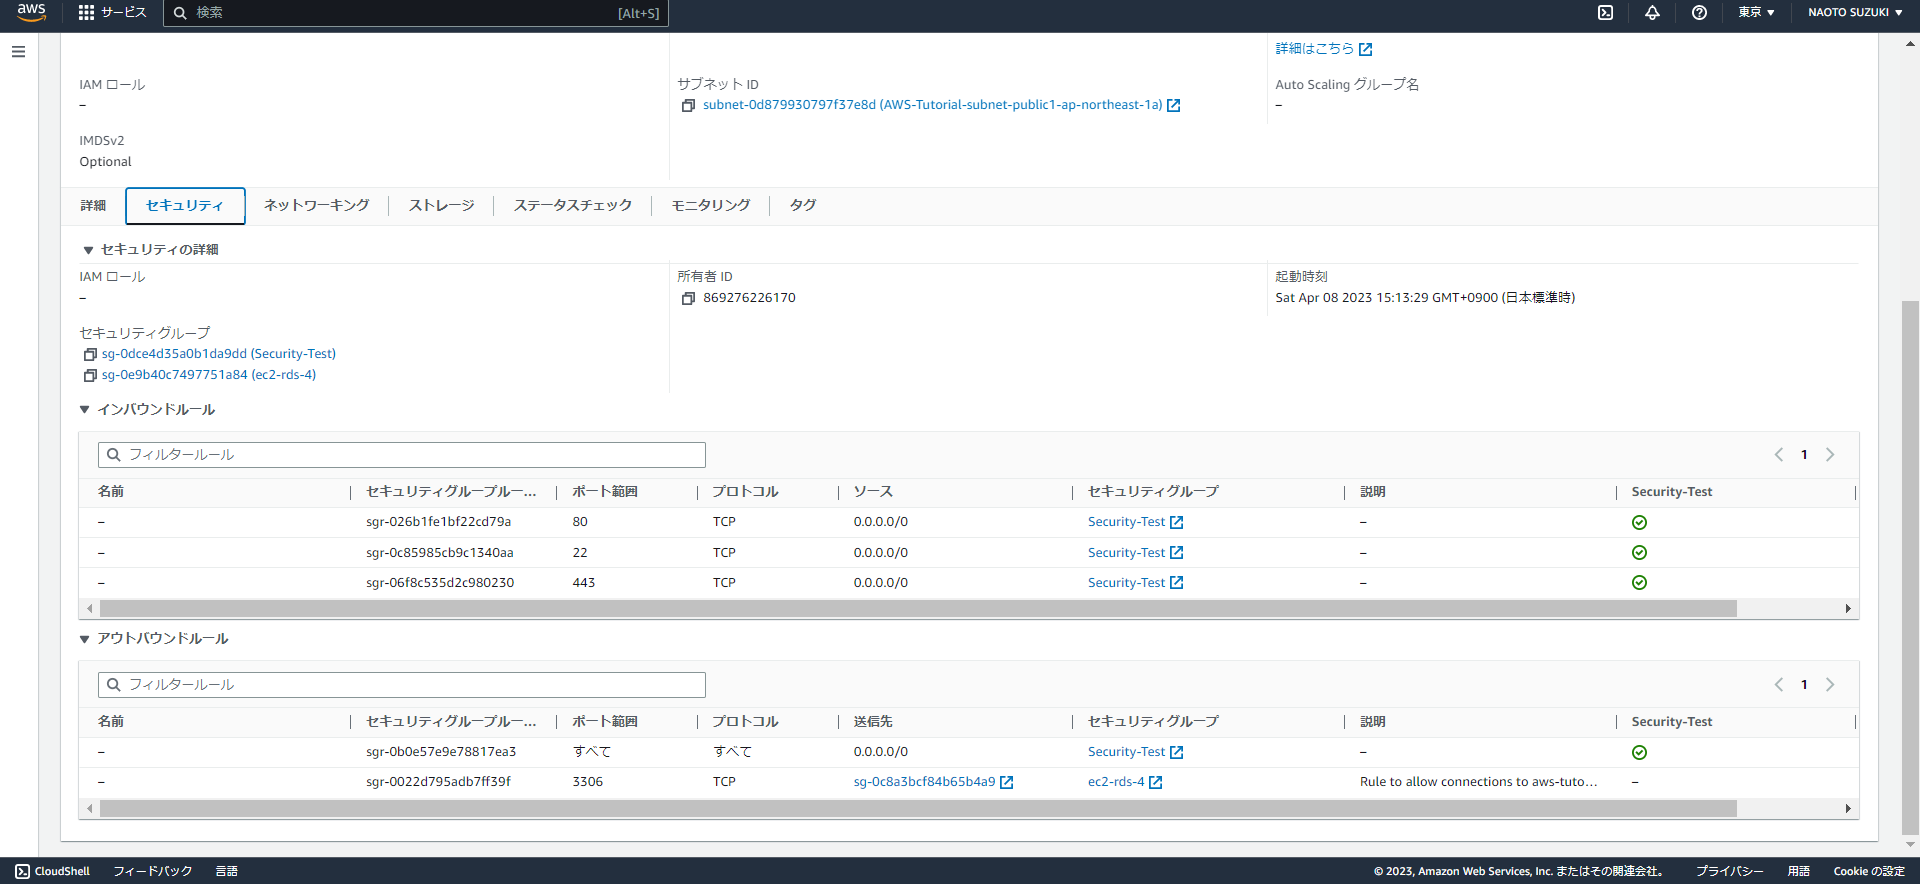 aws サービス 検索 [Alt+S] 東京 ▼ NAOTO SUZUKI ▼
詳細はこちら
IAM ロール サブネット ID Auto Scaling グループ名
– subnet-0d879930797f37e8d (AWS-Tutorial-subnet-public1-ap-northeast-1a) –
IMDSv2
Optional
詳細 セキュリティ ネットワーキング ストレージ ステータスチェック モニタリング タグ
▼ セキュリティの詳細
IAM ロール 所有者 ID 起動時刻
– 869276226170 Sat Apr 08 2023 15:13:29 GMT+0900 (日本標準時)
セキュリティグループ
sg-0dce4d35a0b1da9dd (Security-Test)
sg-0e9b40c7497751a84 (ec2-rds-4)
▼ インバウンドルール
フィルタールール 1
名前 セキュリティグループルー... ポート範囲 プロトコル ソース セキュリティグループ 説明 Security-Test
– sgr-026b1fe1bf22cd79a 80 TCP 0.0.0.0/0 Security-Test –
– sgr-0c85985cb9c1340aa 22 TCP 0.0.0.0/0 Security-Test –
– sgr-06f8c535d2c980230 443 TCP 0.0.0.0/0 Security-Test –
▼ アウトバウンドルール
フィルタールール 1
名前 セキュリティグループルー... ポート範囲 プロトコル 送信先 セキュリティグループ 説明 Security-Test
– sgr-0b0e57e9e78817ea3 すべて すべて 0.0.0.0/0 Security-Test –
– sgr-0022d795adb7ff39f 3306 TCP sg-0c8a3bcf84b65b4a9 ec2-rds-4 Rule to allow connections to aws-tuto... –
CloudShell フィードバック 言語 © 2023, Amazon Web Services, Inc. またはその関連会社。 プライバシー 用語 Cookie の設定